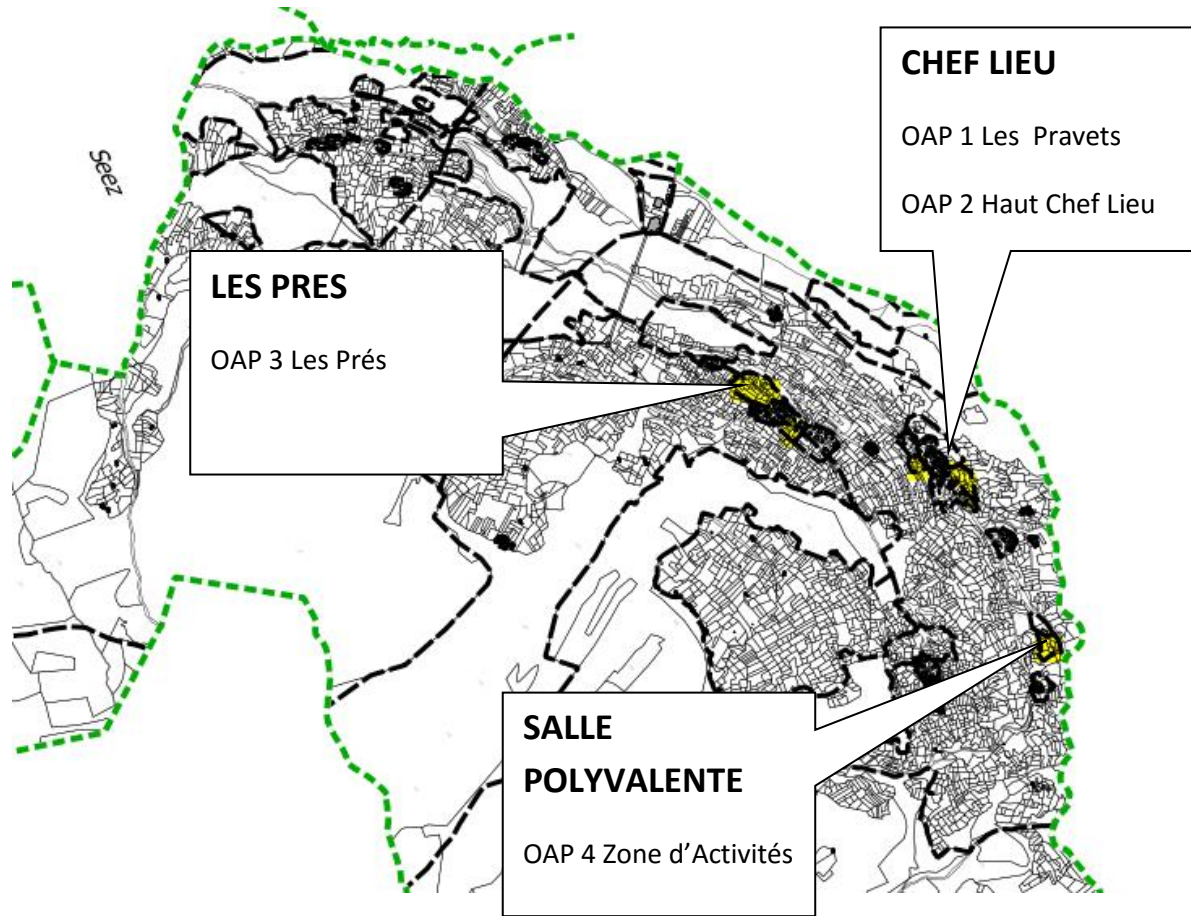 CHEF LIEU
OAP 1 Les Pravets
OAP 2 Haut Chef Lieu
Seez
LES PRES
OAP 3 Les Prés
SALLE
POLYVALENTE
OAP 4 Zone d’Activités